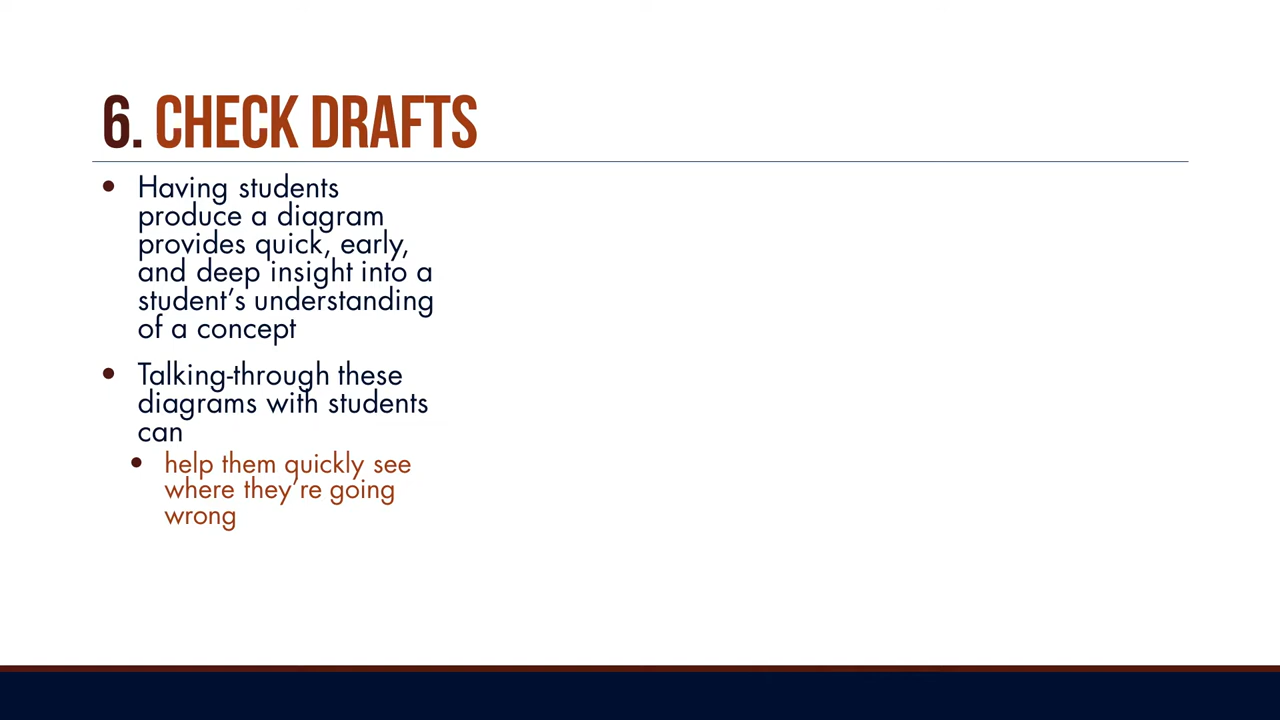 6. CHECK DRAFTS
• Having students
produce a diagram
provides quick, early,
and deep insight into a
student’s understanding
of a concept
• Talking-through these
diagrams with students
can
• help them quickly see
where they’re going
wrong